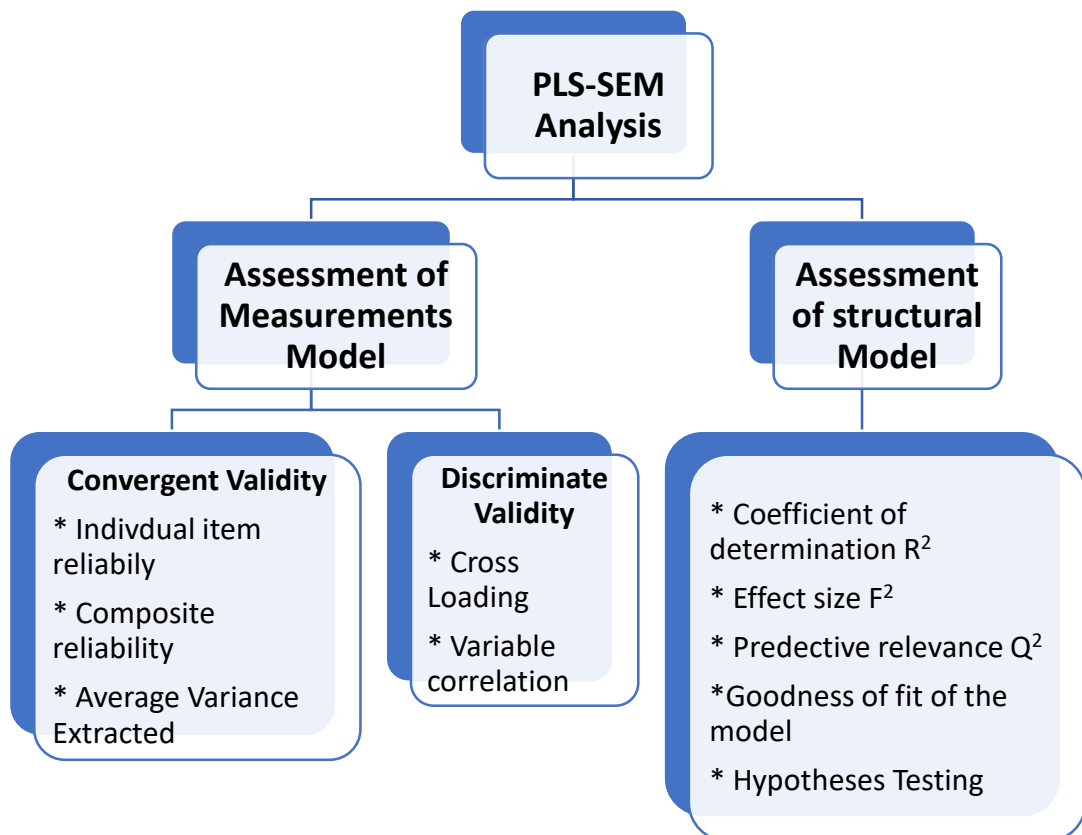 PLS-SEM
Analysis
Assessment of
Measurements
Model
Assessment
of structural
Model
Convergent Validity
* Indivdual item
reliabily
* Composite
reliability
* Average Variance
Extracted
Discriminate
Validity
* Cross
Loading
* Variable
correlation
* Coefficient of
determination R²
* Effect size F²
* Predective relevance Q²
*Goodness of fit of the
model
* Hypotheses Testing